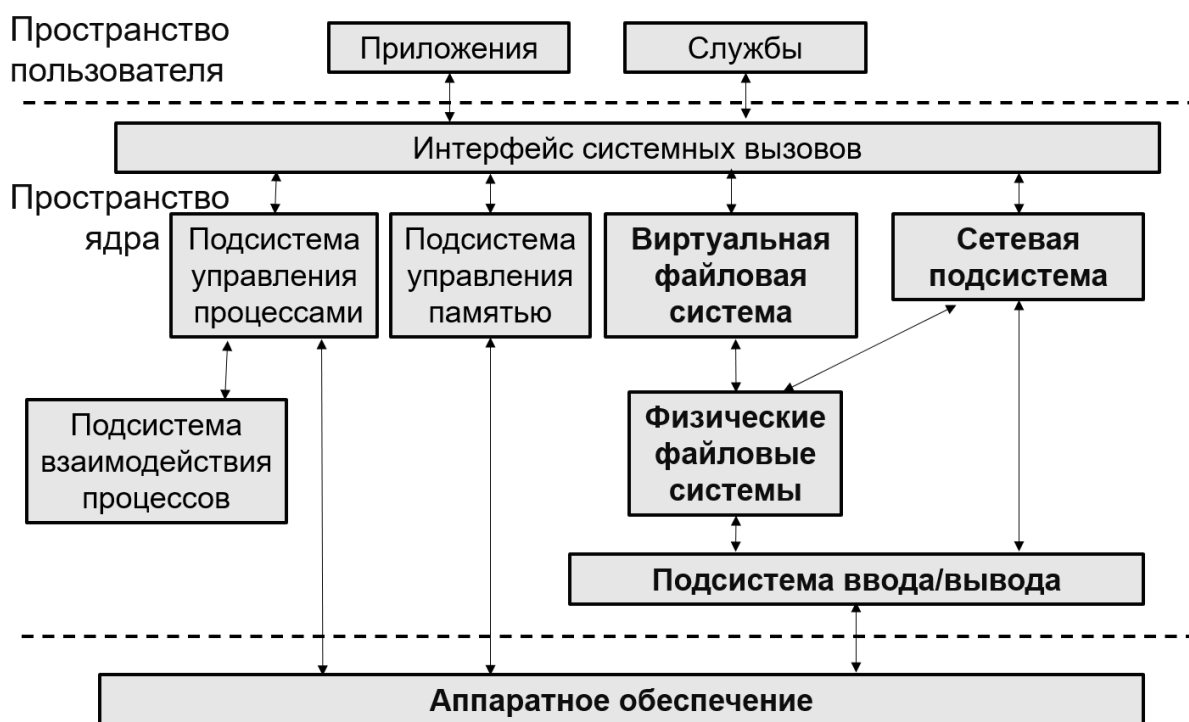 Пространство
пользователя
Приложения
Службы
Интерфейс системных вызовов
Пространство
ядра
Подсистема
управления
процессами
Подсистема
управления
памятью
Виртуальная
файловая
система
Сетевая
подсистема
Подсистема
взаимодействия
процессов
Физические
файловые
системы
Подсистема ввода/вывода
Аппаратное обеспечение